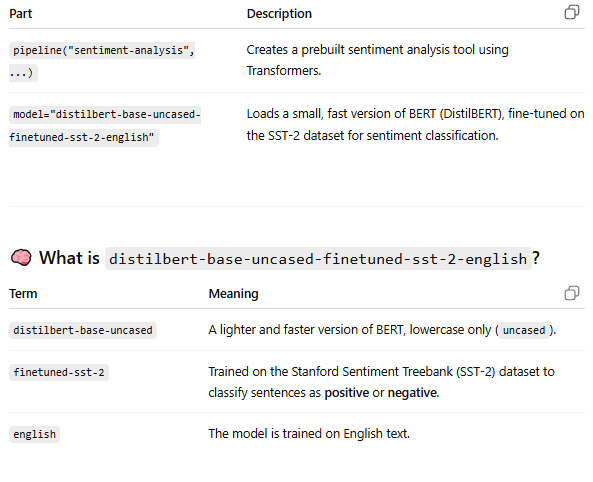 Part Description
pipeline("sentiment-analysis", Creates a prebuilt sentiment analysis tool using
...) Transformers.
model="distilbert-base-uncased- Loads a small, fast version of BERT (DistilBERT), fine-tuned on
finetuned-sst-2-english" the SST-2 dataset for sentiment classification.
🧠 What is distilbert-base-uncased-finetuned-sst-2-english?
Term Meaning
distilbert-base-uncased A lighter and faster version of BERT, lowercase only (uncased).
finetuned-sst-2 Trained on the Stanford Sentiment Treebank (SST-2) dataset to
classify sentences as positive or negative.
english The model is trained on English text.